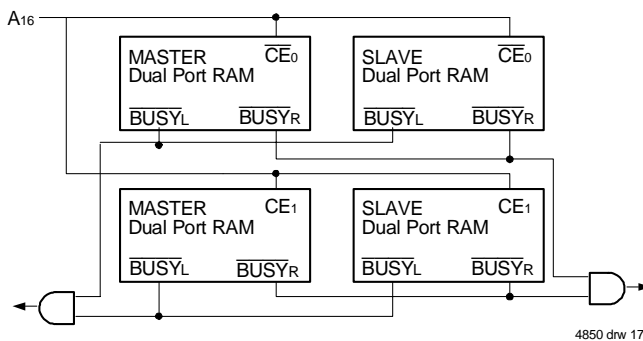 A16
MASTER CE0
Dual Port RAM
BUSYL BUSYR
SLAVE CE0
Dual Port RAM
BUSYL BUSYR
MASTER CE1
Dual Port RAM
BUSYL BUSYR
SLAVE CE1
Dual Port RAM
BUSYL BUSYR
4850 drw 17